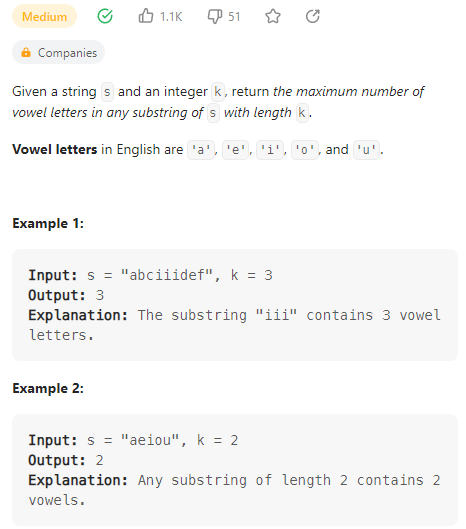 Medium 1.1K 51
Companies
Given a string s and an integer k, return the maximum number of
vowel letters in any substring of s with length k.
Vowel letters in English are 'a', 'e', 'i', 'o', and 'u'.
Example 1:
Input: s = "abciiidef", k = 3
Output: 3
Explanation: The substring "iii" contains 3 vowel
letters.
Example 2:
Input: s = "aeiou", k = 2
Output: 2
Explanation: Any substring of length 2 contains 2
vowels.